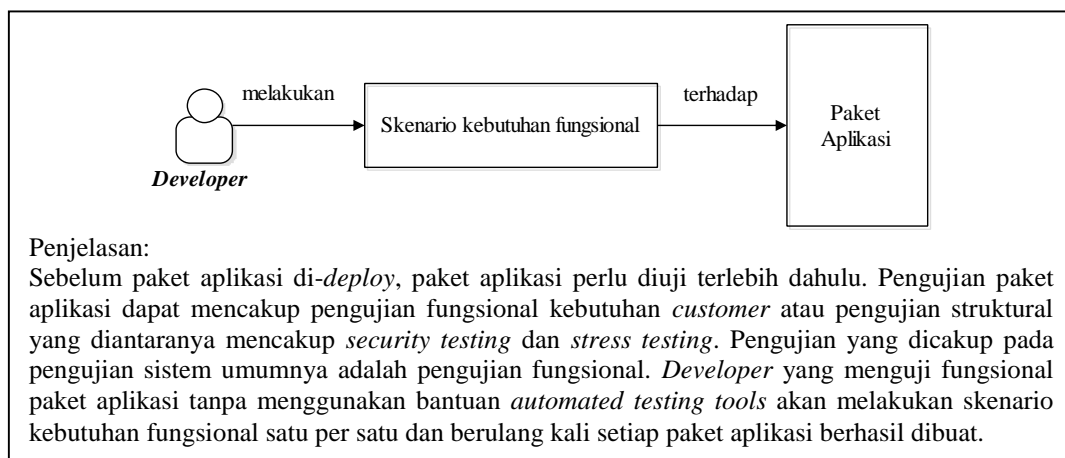 melakukan
terhadap
Skenario kebutuhan fungsional
Paket
Aplikasi
Developer
Penjelasan:
Sebelum paket aplikasi di-deploy, paket aplikasi perlu diuji terlebih dahulu. Pengujian paket
aplikasi dapat mencakup pengujian fungsional kebutuhan customer atau pengujian struktural
yang diantaranya mencakup security testing dan stress testing. Pengujian yang dicakup pada
pengujian sistem umumnya adalah pengujian fungsional. Developer yang menguji fungsional
paket aplikasi tanpa menggunakan bantuan automated testing tools akan melakukan skenario
kebutuhan fungsional satu per satu dan berulang kali setiap paket aplikasi berhasil dibuat.